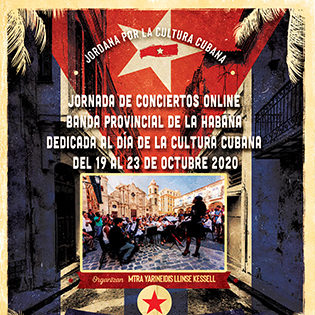 JORDANA POR LA CULTURA CUBANA
JORNADA DE CONCIERTOS ONLINE
BANDA PROVINCIAL DE LA HABANA
DEDICADA AL DÍA DE LA CULTURA CUBANA
DEL 19 AL 23 DE OCTUBRE 2020
Organizan MTRA YARINEIDIS LLINSE KESSELL